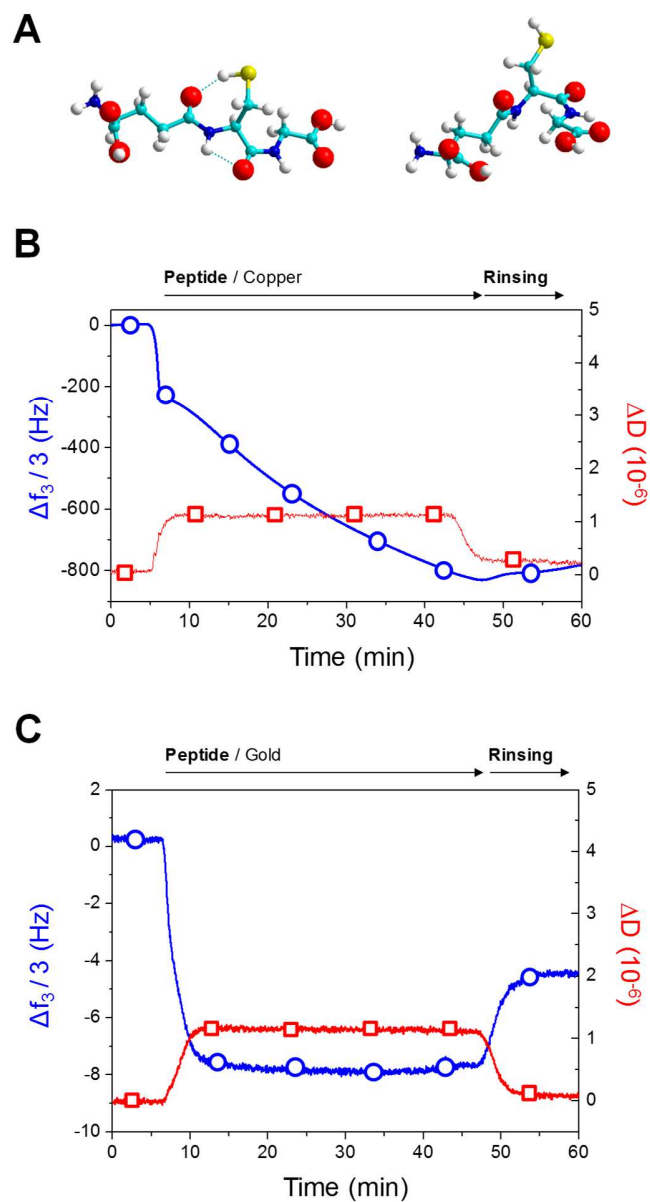 A
B
Peptide / Copper
Rinsing
0
-200
-400
-600
-800
Δf₃ / 3 (Hz)
5
4
3
2
1
0
ΔD (10⁻⁶)
0 10 20 30 40 50 60
Time (min)
C
Peptide / Gold
Rinsing
2
0
-2
-4
-6
-8
-10
Δf₃ / 3 (Hz)
5
4
3
2
1
0
ΔD (10⁻⁶)
0 10 20 30 40 50 60
Time (min)